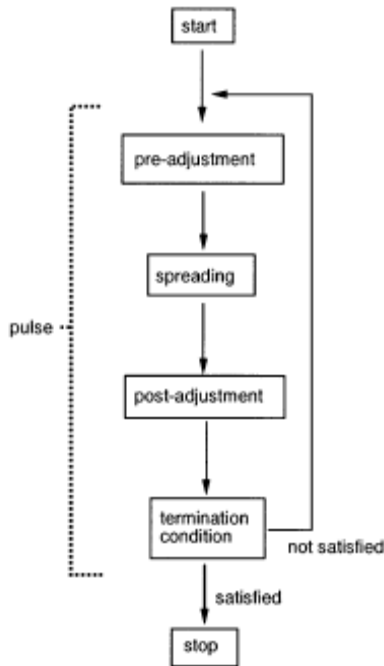 start
pre-adjustment
spreading
pulse
post-adjustment
termination
condition
not satisfied
satisfied
stop